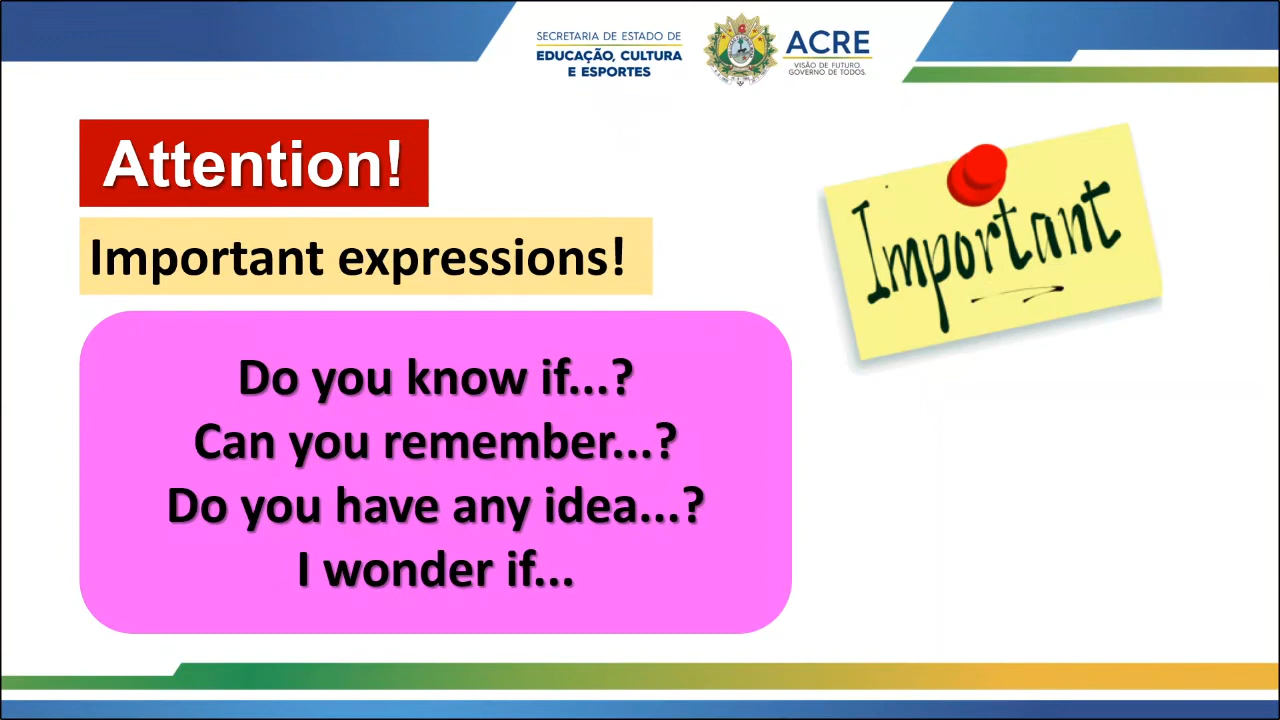 SECRETARIA DE ESTADO DE
EDUCAÇÃO, CULTURA
E ESPORTES
ACRE
VISÃO DE FUTURO,
GOVERNO DE TODOS.
Attention!
Important expressions!
Important
Do you know if...?
Can you remember...?
Do you have any idea...?
I wonder if...